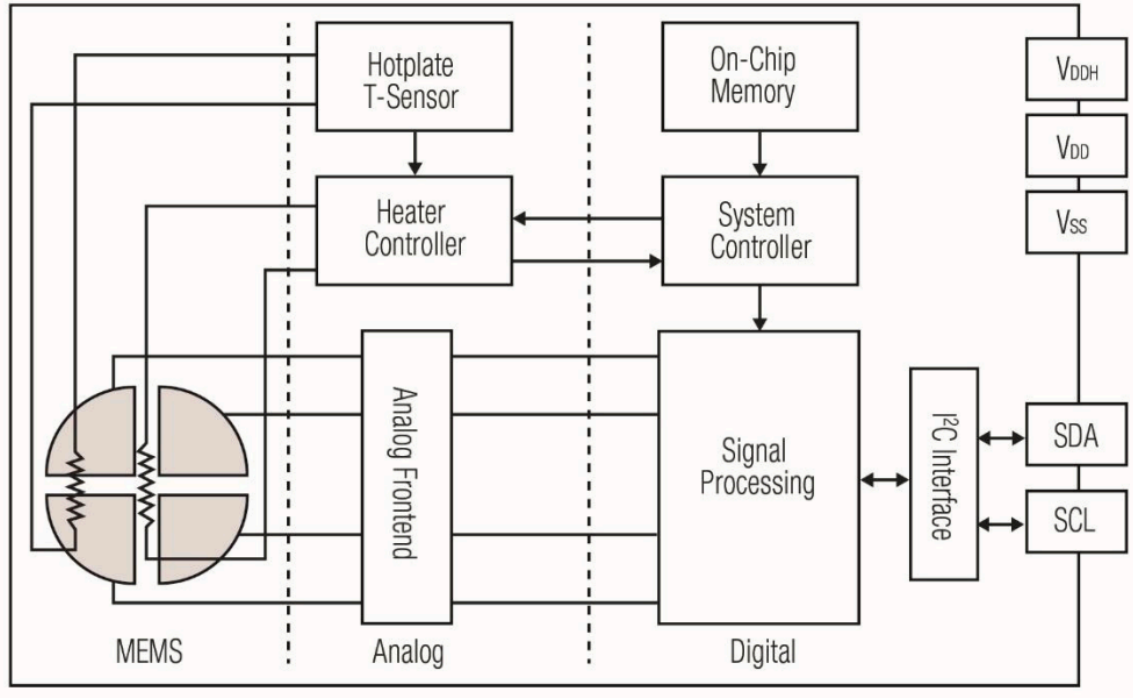 Hotplate
T-Sensor
On-Chip
Memory
VDDH
VDD
VSS
Heater
Controller
System
Controller
Analog Frontend
Signal
Processing
I²C Interface
SDA
SCL
MEMS
Analog
Digital